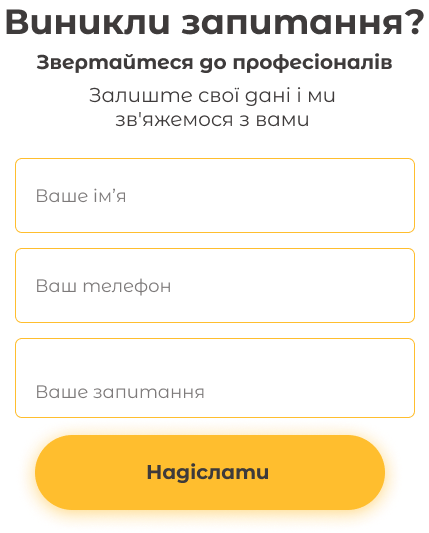 Виникли запитання?
Звертайтеся до професіоналів
Залиште свої дані і ми
зв'яжемося з вами
Ваше ім’я
Ваш телефон
Ваше запитання
Надіслати